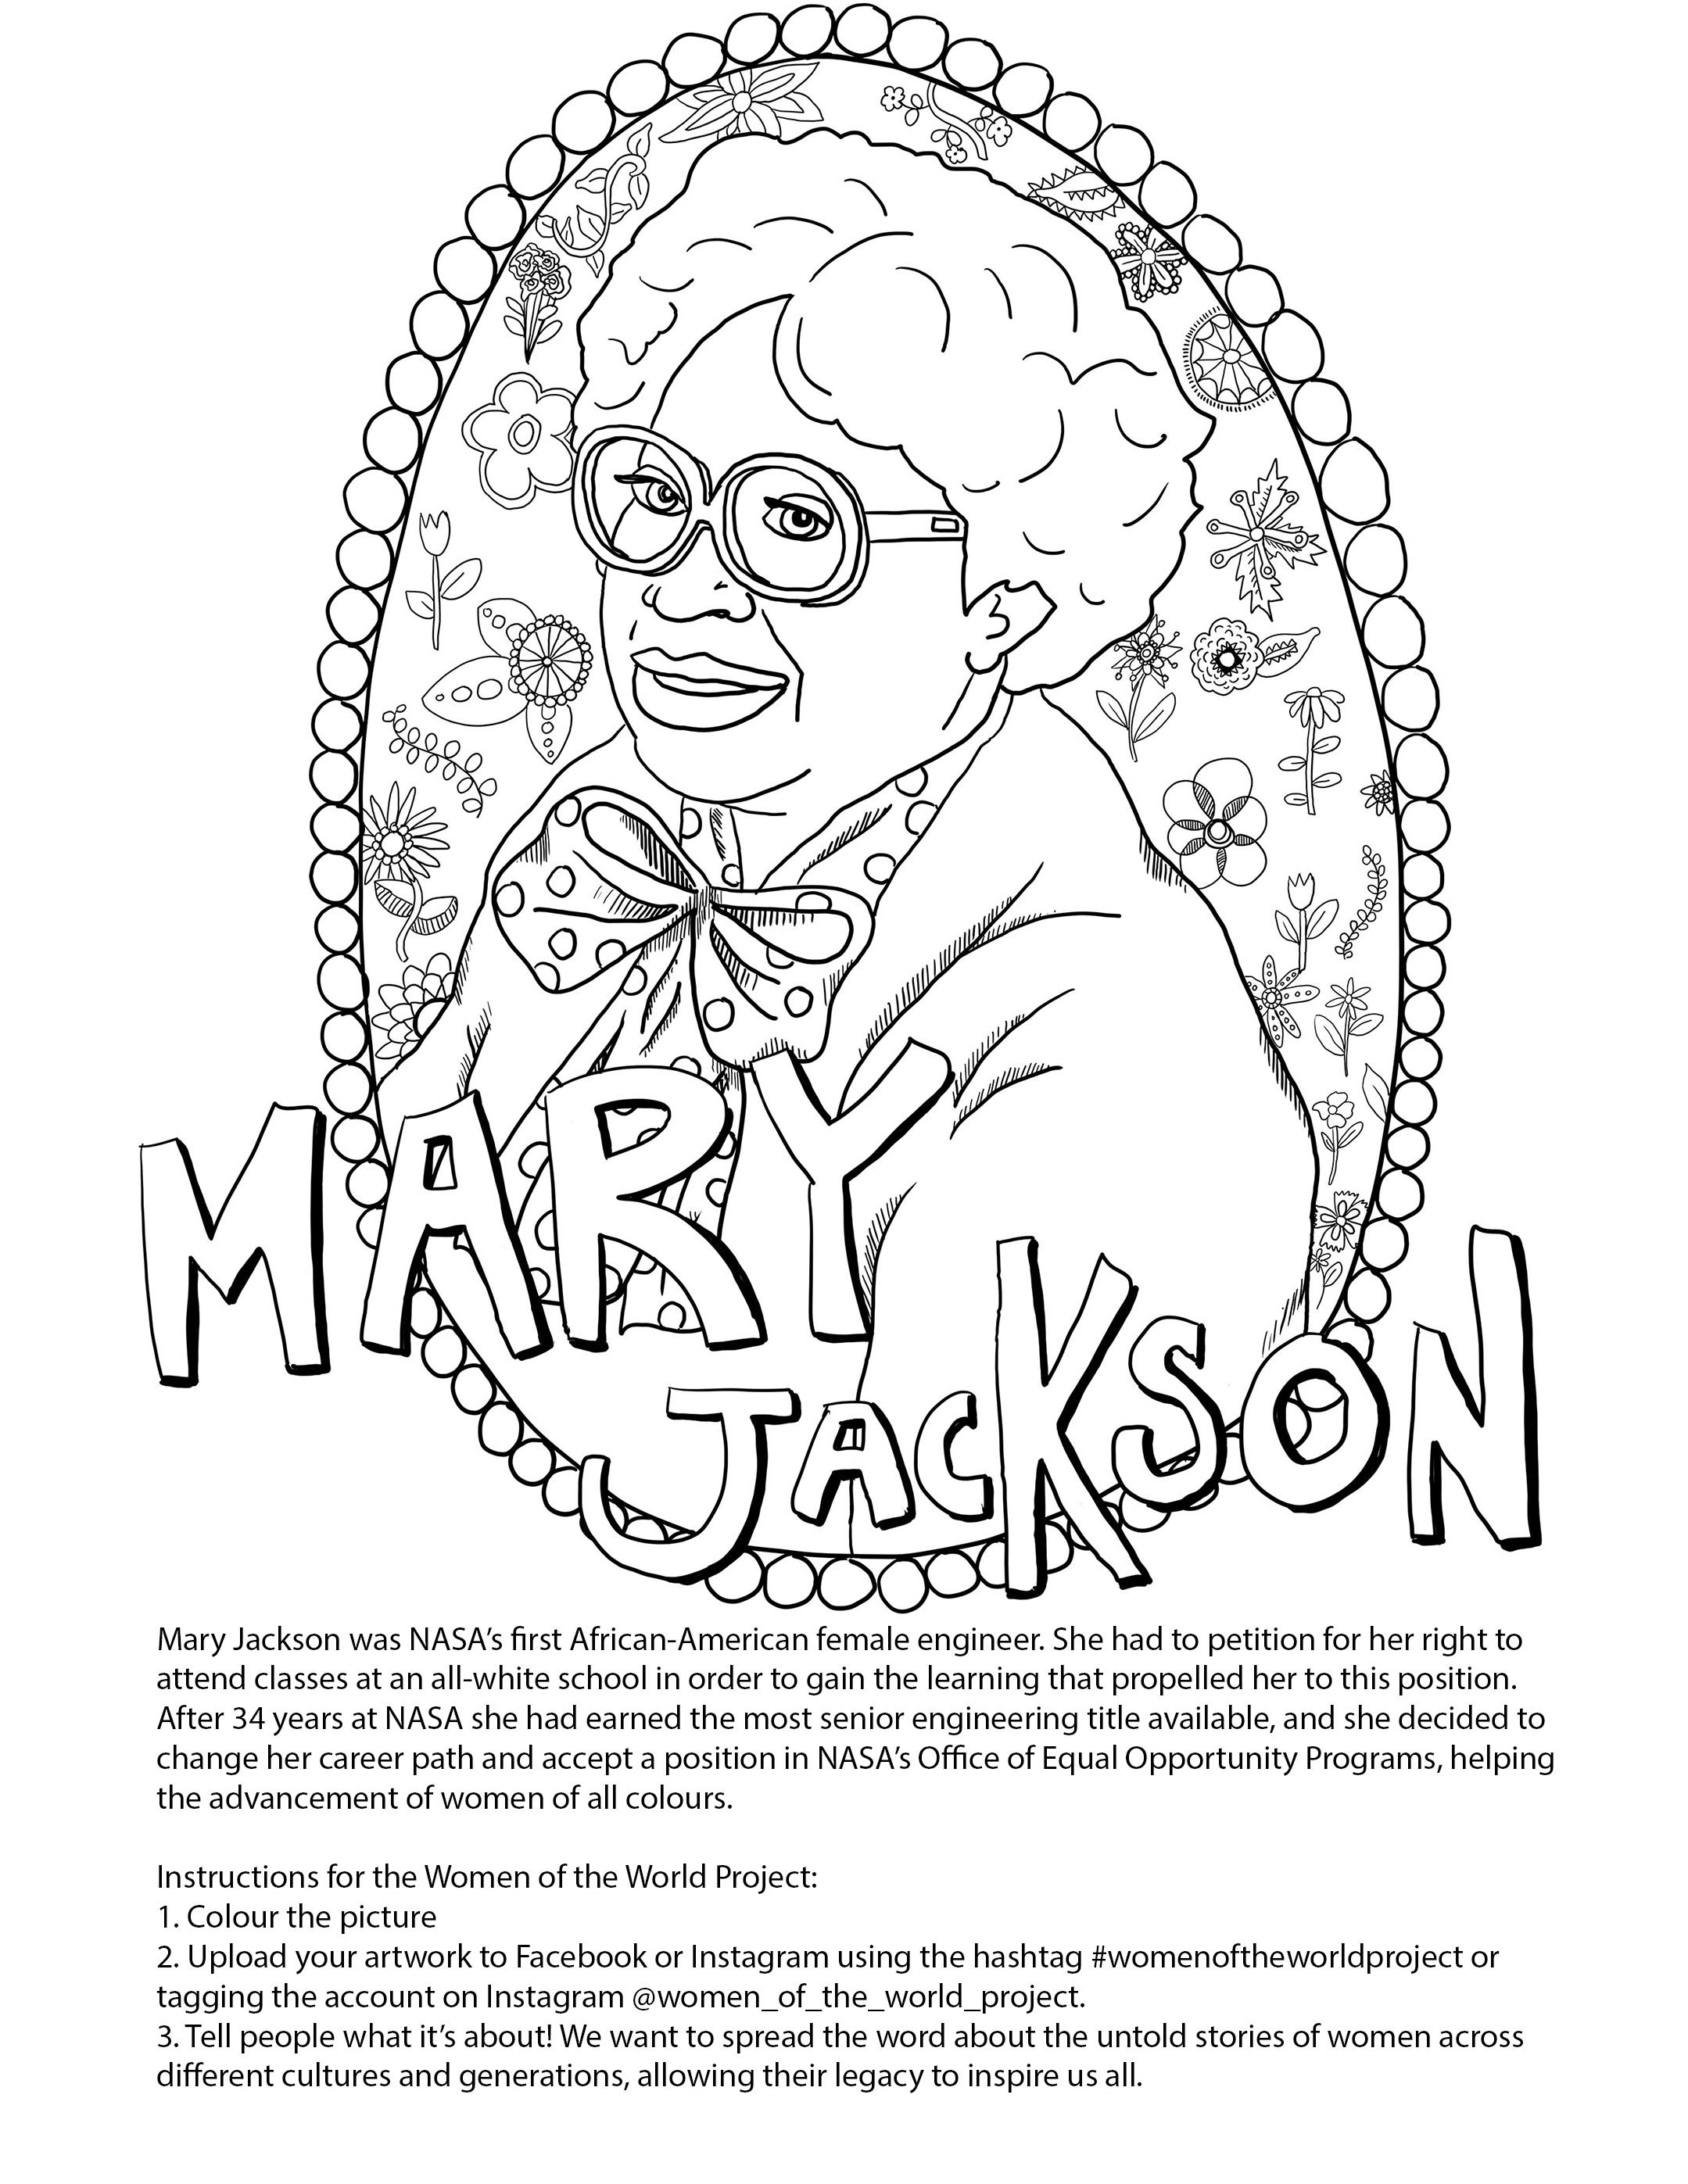 MARY
JACKSON
Mary Jackson was NASA’s first African-American female engineer. She had to petition for her right to
attend classes at an all-white school in order to gain the learning that propelled her to this position.
After 34 years at NASA she had earned the most senior engineering title available, and she decided to
change her career path and accept a position in NASA’s Office of Equal Opportunity Programs, helping
the advancement of women of all colours.
Instructions for the Women of the World Project:
1. Colour the picture
2. Upload your artwork to Facebook or Instagram using the hashtag #womenoftheworldproject or
tagging the account on Instagram @women_of_the_world_project.
3. Tell people what it’s about! We want to spread the word about the untold stories of women across
different cultures and generations, allowing their legacy to inspire us all.